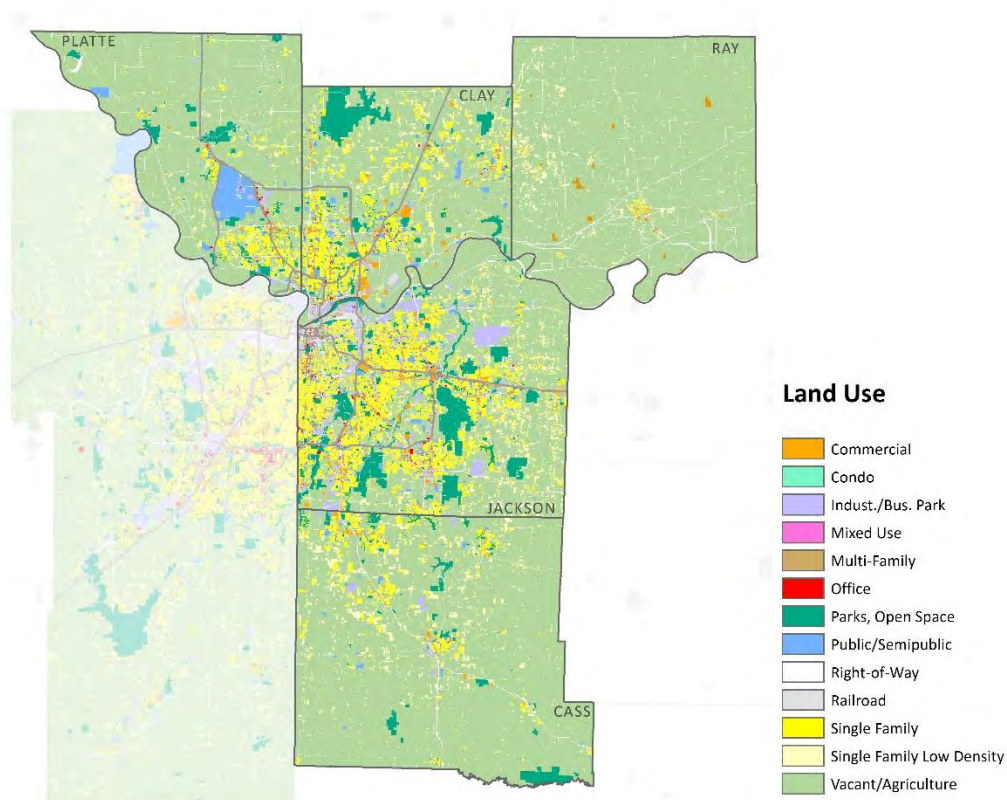 PLATTE
RAY
CLAY
JACKSON
CASS
Land Use
Commercial
Condo
Indust./Bus. Park
Mixed Use
Multi-Family
Office
Parks, Open Space
Public/Semipublic
Right-of-Way
Railroad
Single Family
Single Family Low Density
Vacant/Agriculture